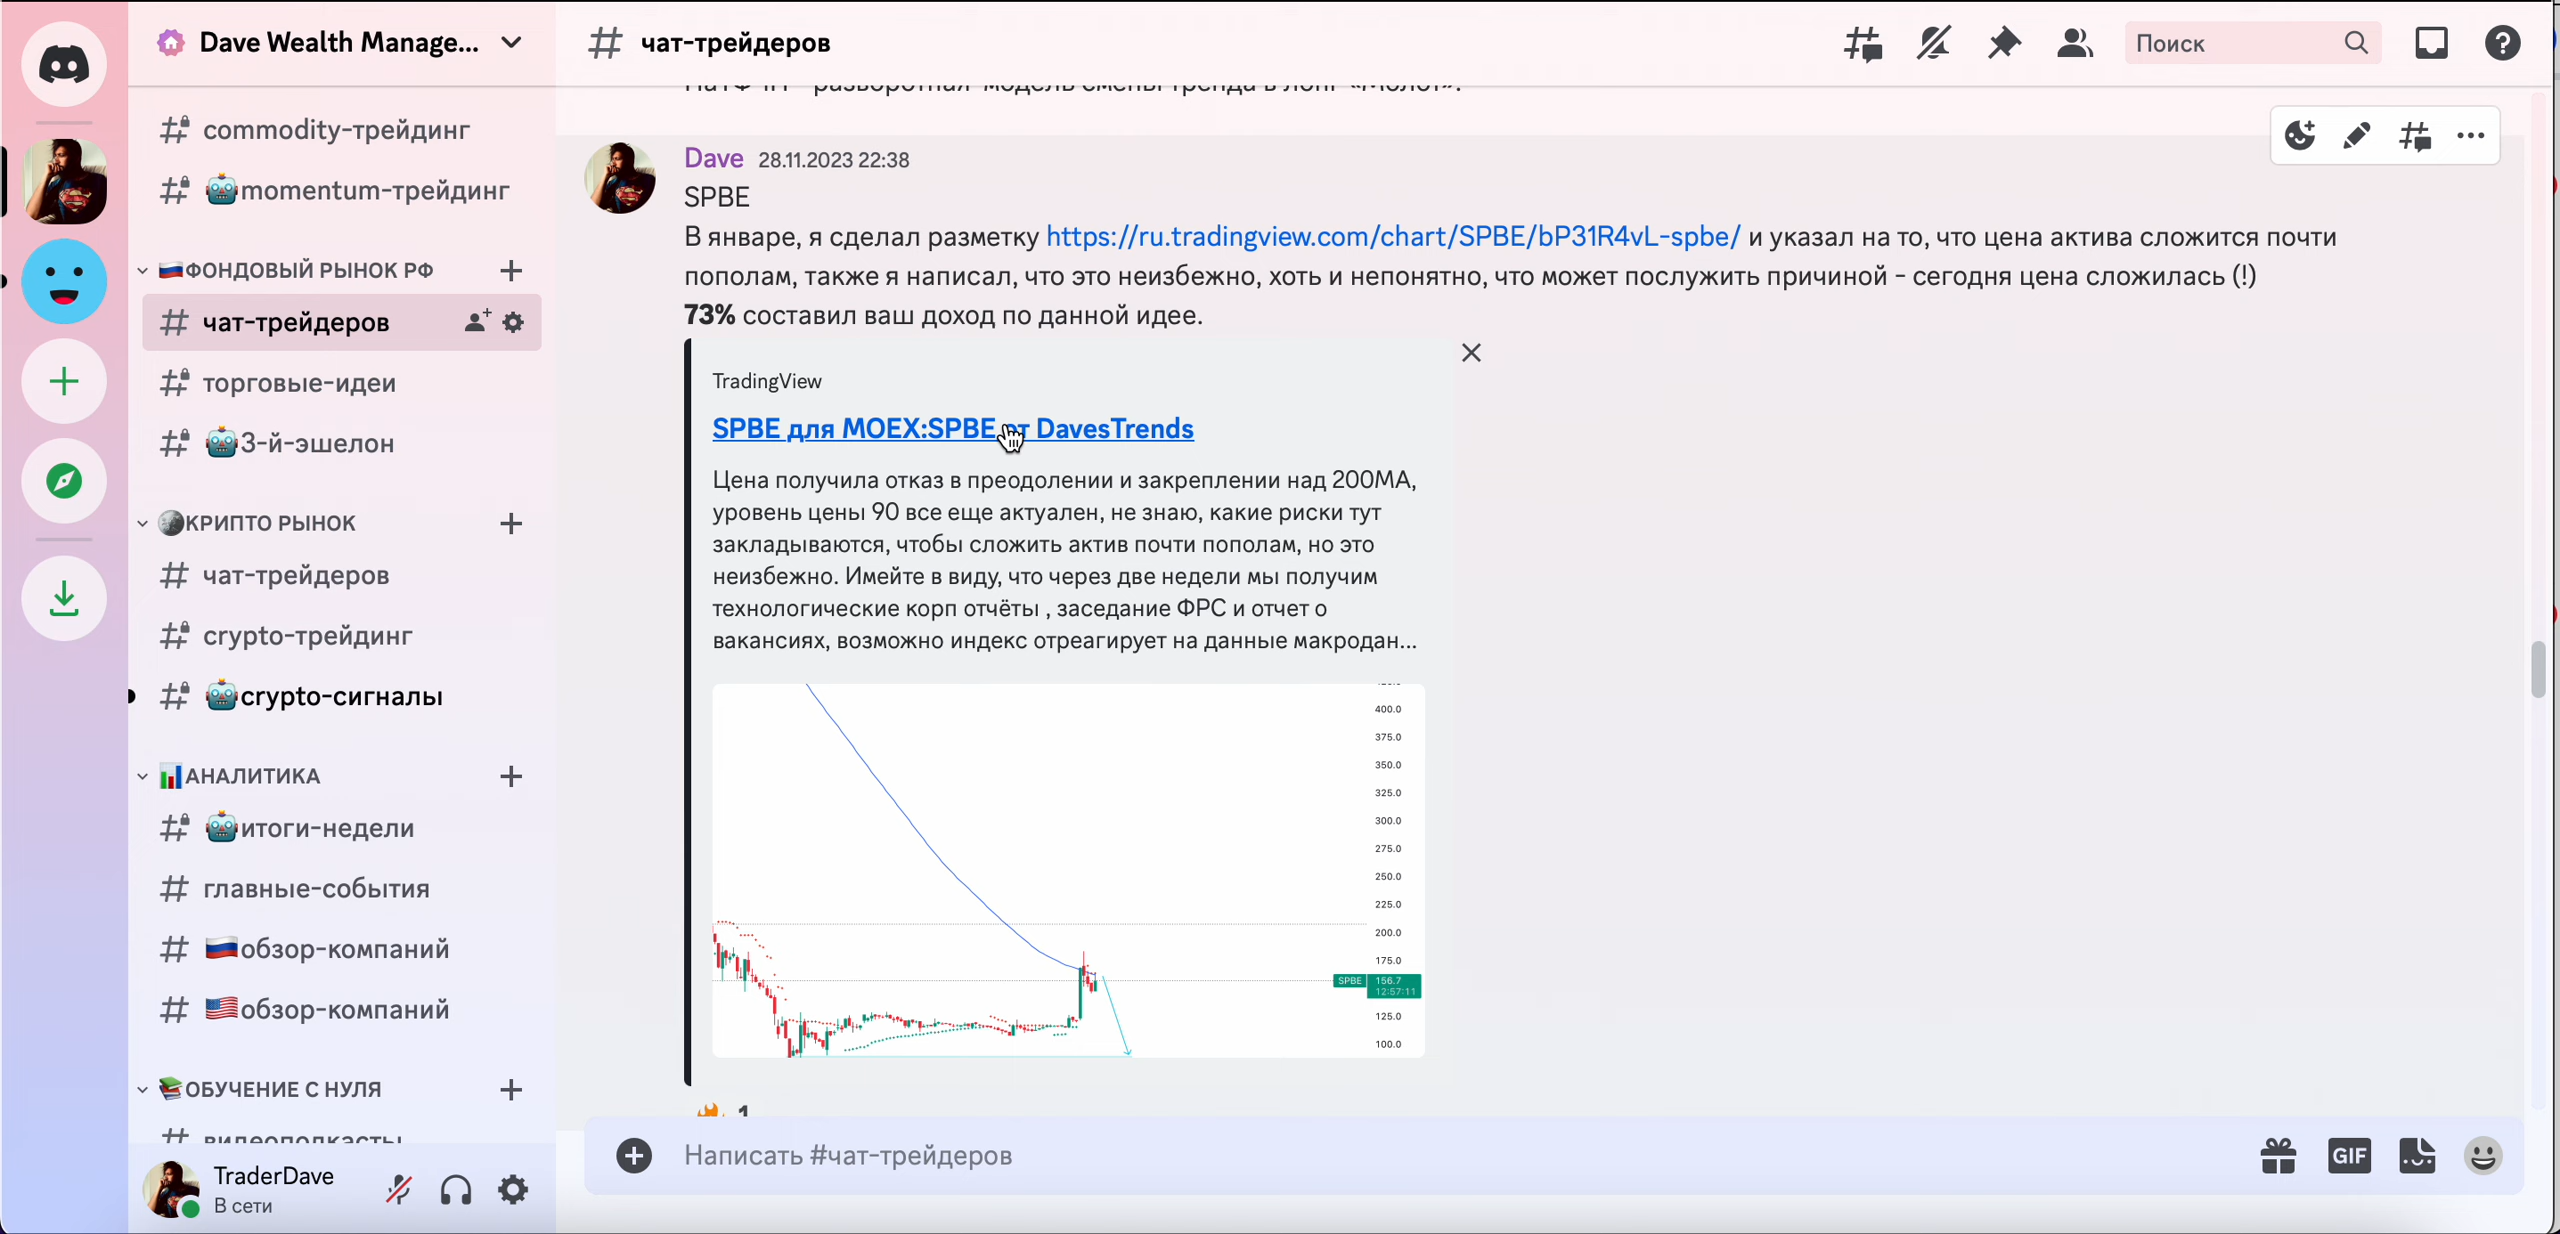 Dave Wealth Manage...
commodity-трейдинг
momentum-трейдинг
ФОНДОВЫЙ РЫНОК РФ
чат-трейдеров
торговые-идеи
3-й-эшелон
КРИПТО РЫНОК
чат-трейдеров
crypto-трейдинг
crypto-сигналы
АНАЛИТИКА
итоги-недели
главные-события
обзор-компаний
обзор-компаний
ОБУЧЕНИЕ С НУЛЯ
видеоподкасты
TraderDave
В сети
чат-трейдеров
Поиск
Dave 28.11.2023 22:38
SPBE
В январе, я сделал разметку https://ru.tradingview.com/chart/SPBE/bP31R4vL-spbe/ и указал на то, что цена актива сложится почти
пополам, также я написал, что это неизбежно, хоть и непонятно, что может послужить причиной - сегодня цена сложилась (!)
73% составил ваш доход по данной идее.
TradingView
SPBE для MOEX:SPBE от DavesTrends
Цена получила отказ в преодолении и закреплении над 200МА,
уровень цены 90 все еще актуален, не знаю, какие риски тут
закладываются, чтобы сложить актив почти пополам, но это
неизбежно. Имейте в виду, что через две недели мы получим
технологические корп отчёты , заседание ФРС и отчет о
вакансиях, возможно индекс отреагирует на данные макродан...
400.0
375.0
350.0
325.0
300.0
275.0
250.0
225.0
200.0
175.0
SPBE 156.7
12:57:11
125.0
100.0
1
Написать #чат-трейдеров
GIF